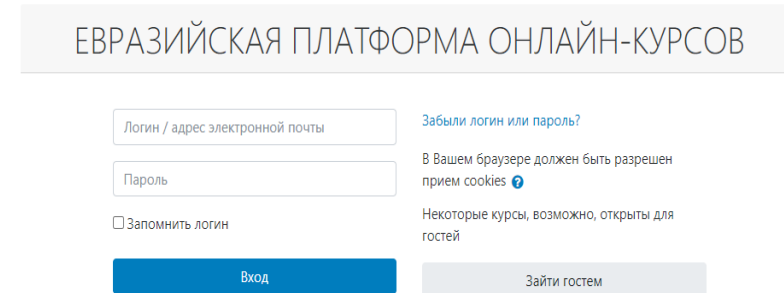 ЕВРАЗИЙСКАЯ ПЛАТФОРМА ОНЛАЙН-КУРСОВ
Логин / адрес электронной почты
Пароль
Запомнить логин
Вход
Забыли логин или пароль?
В Вашем браузере должен быть разрешен
прием cookies
Некоторые курсы, возможно, открыты для
гостей
Зайти гостем